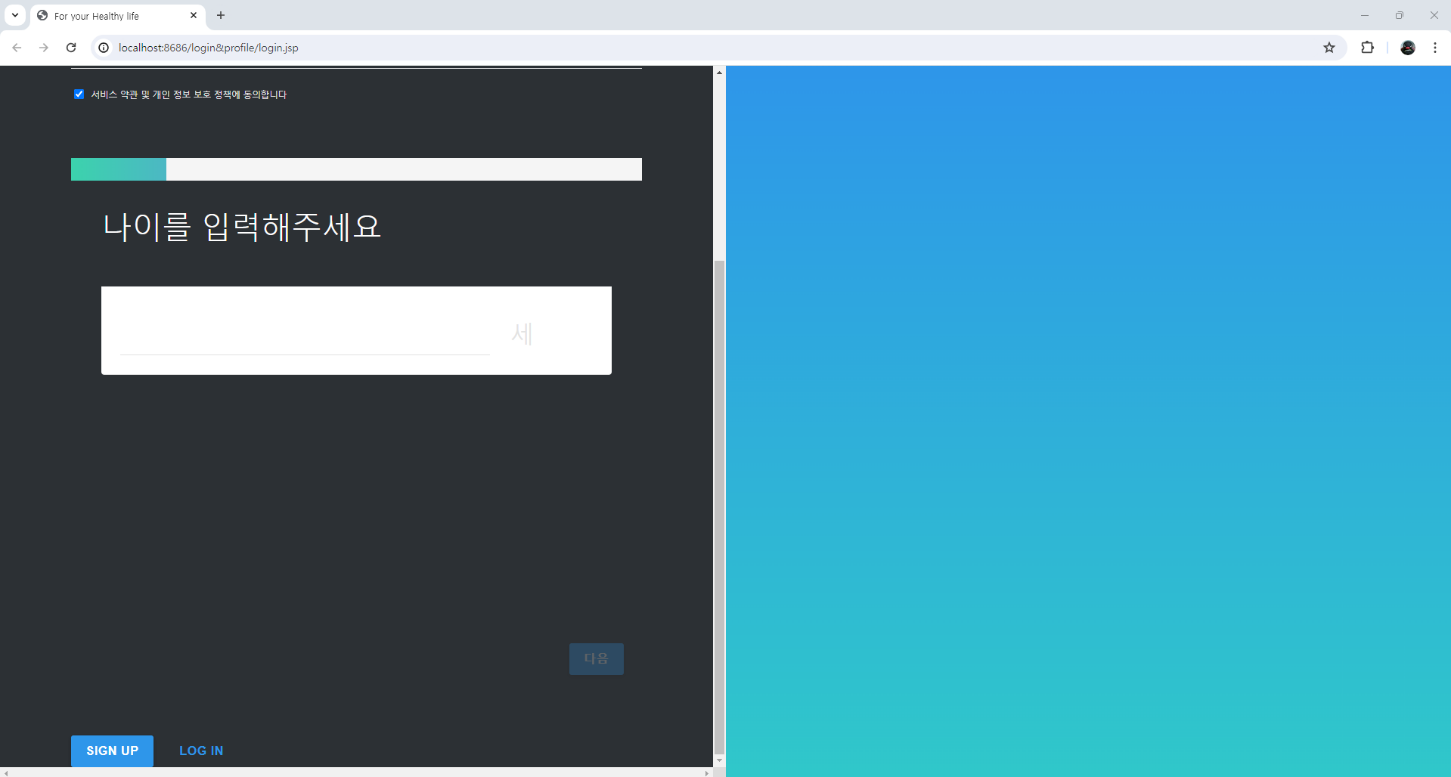 For your Healthy life
localhost:8686/login&profile/login.jsp
서비스 약관 및 개인 정보 보호 정책에 동의합니다
나이를 입력해주세요
세
다음
SIGN UP LOG IN